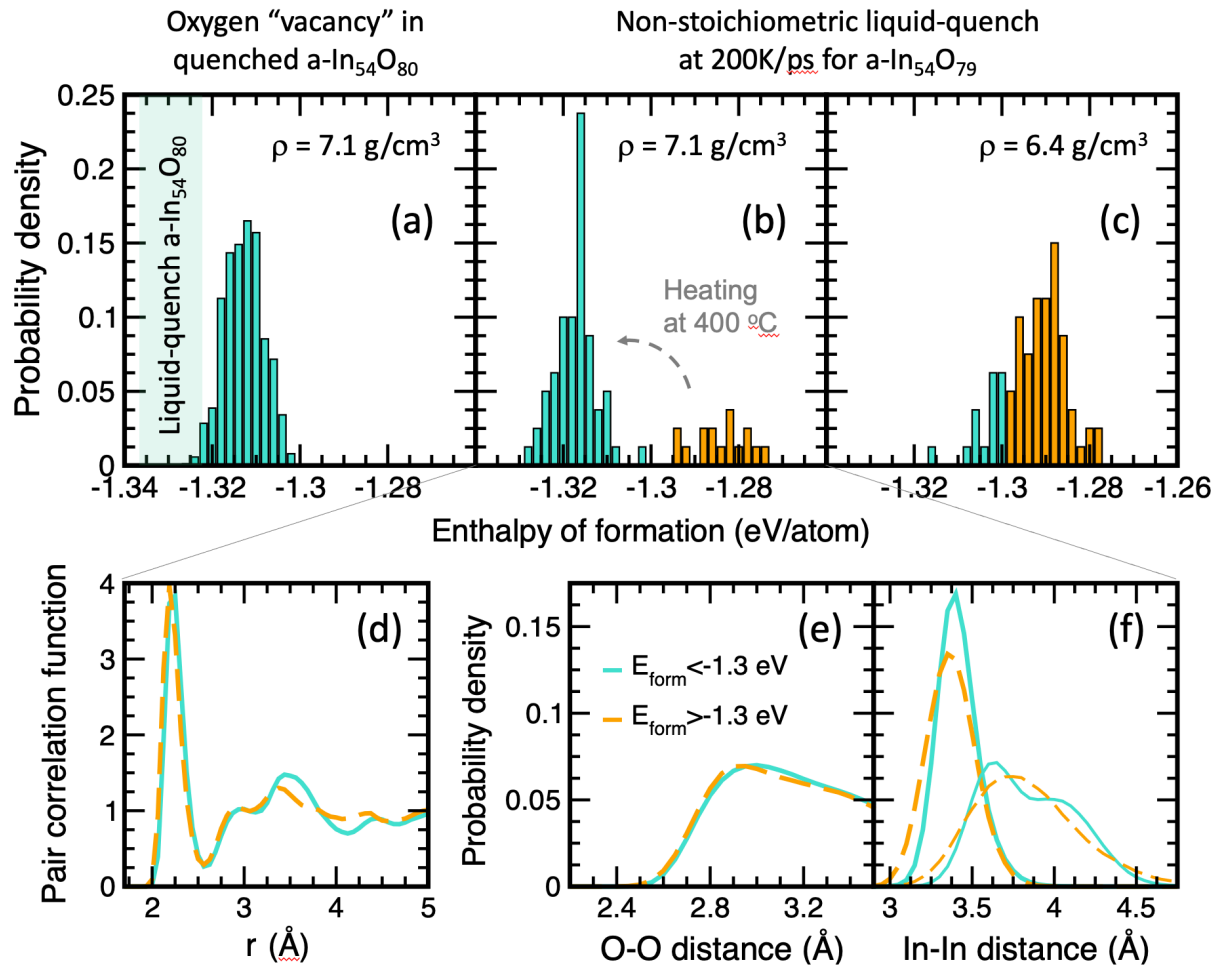 Oxygen “vacancy” in
quenched a-In₅₄O₈₀
Non-stoichiometric liquid-quench
at 200K/ps for a-In₅₄O₇₉
Probability density
0.25
0.2
0.15
0.1
0.05
0
Liquid-quench a-In₅₄O₈₀
ρ = 7.1 g/cm³
(a)
ρ = 7.1 g/cm³
(b)
Heating
at 400 ºC
ρ = 6.4 g/cm³
(c)
-1.34 -1.32 -1.3 -1.28
-1.32 -1.3 -1.28
-1.32 -1.3 -1.28 -1.26
Enthalpy of formation (eV/atom)
Pair correlation function
4
3
2
1
0
(d)
2 3 4 5
r (Å)
Probability density
0.15
0.1
0.05
0
(e)
E_form<-1.3 eV
E_form>-1.3 eV
2.4 2.8 3.2
O-O distance (Å)
(f)
3 3.5 4 4.5
In-In distance (Å)